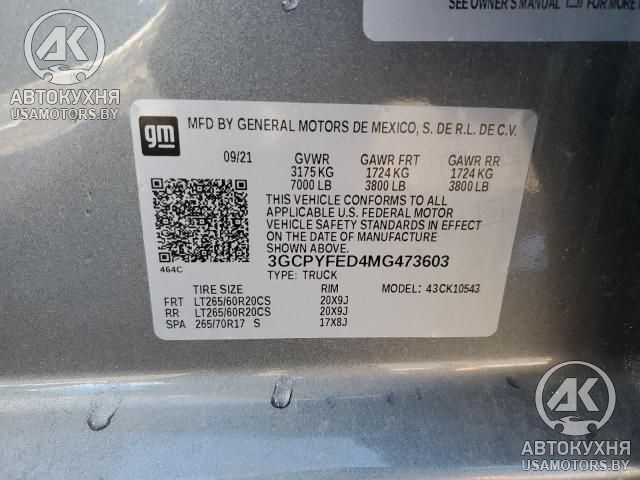 SEE OWNER'S MANUAL FOR MORE
AK
АВТОКУХНЯ
USAMOTORS.BY
gm
MFD BY GENERAL MOTORS DE MEXICO, S. DE R.L. DE C.V.
09/21 GVWR GAWR FRT GAWR RR
3175 KG 1724 KG 1724 KG
7000 LB 3800 LB 3800 LB
THIS VEHICLE CONFORMS TO ALL
APPLICABLE U.S. FEDERAL MOTOR
VEHICLE SAFETY STANDARDS IN EFFECT
ON THE DATE OF MANUFACTURE
SHOWN ABOVE.
464C 3GCPYFED4MG473603
TYPE: TRUCK
TIRE SIZE RIM MODEL: 43CK10543
FRT LT265/60R20CS 20X9J
RR LT265/60R20CS 20X9J
SPA 265/70R17 S 17X8J
AK
АВТОКУХНЯ
USAMOTORS.BY